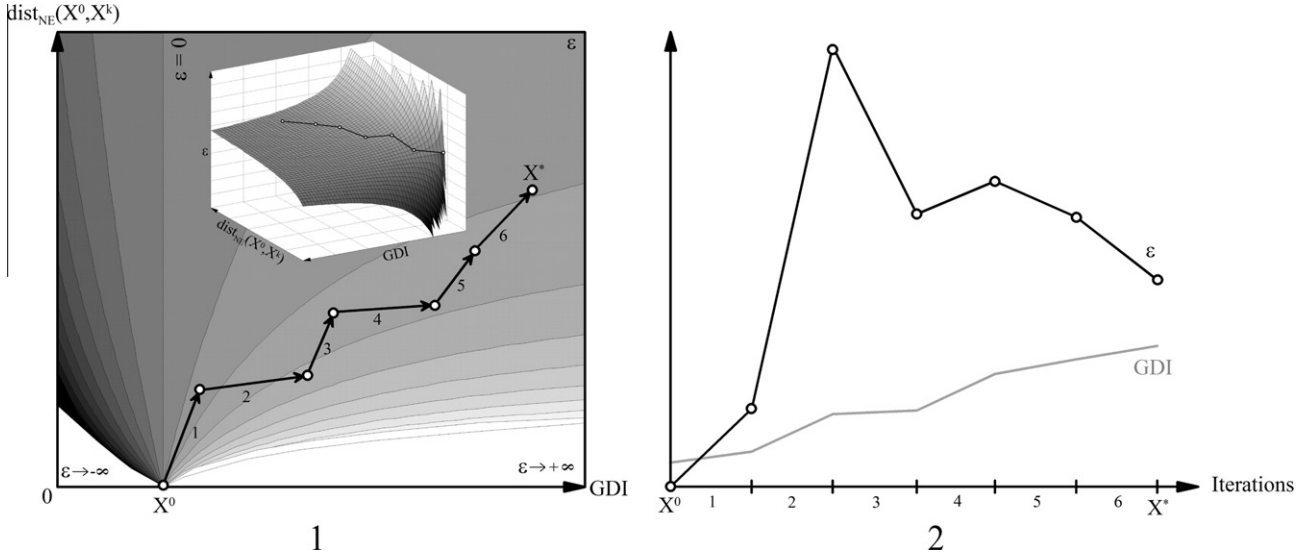 dist_NE(X⁰,X^k)
ε = 0
ε
ε
dist_NE(X⁰,X^k)
GDI
X*
6
5
4
3
2
1
ε→-∞
ε→+∞
0
X⁰
GDI
1
ε
GDI
Iterations
X⁰
1
2
3
4
5
6
X*
2